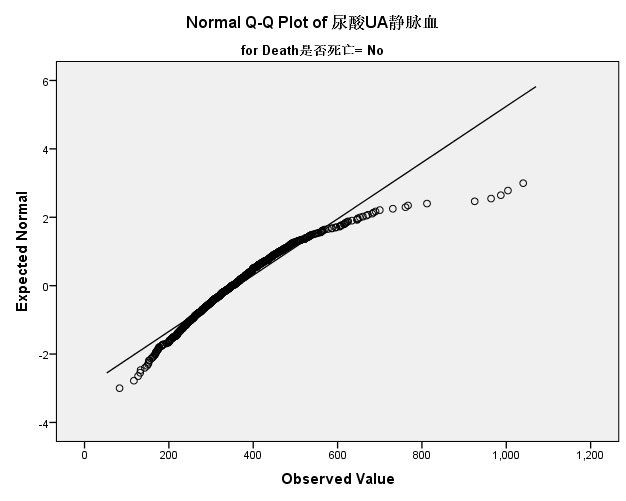 Normal Q-Q Plot of 尿酸UA静脉血
for Death是否死亡= No
6
4
2
0
-2
-4
Expected Normal
0 200 400 600 800 1,000 1,200
Observed Value